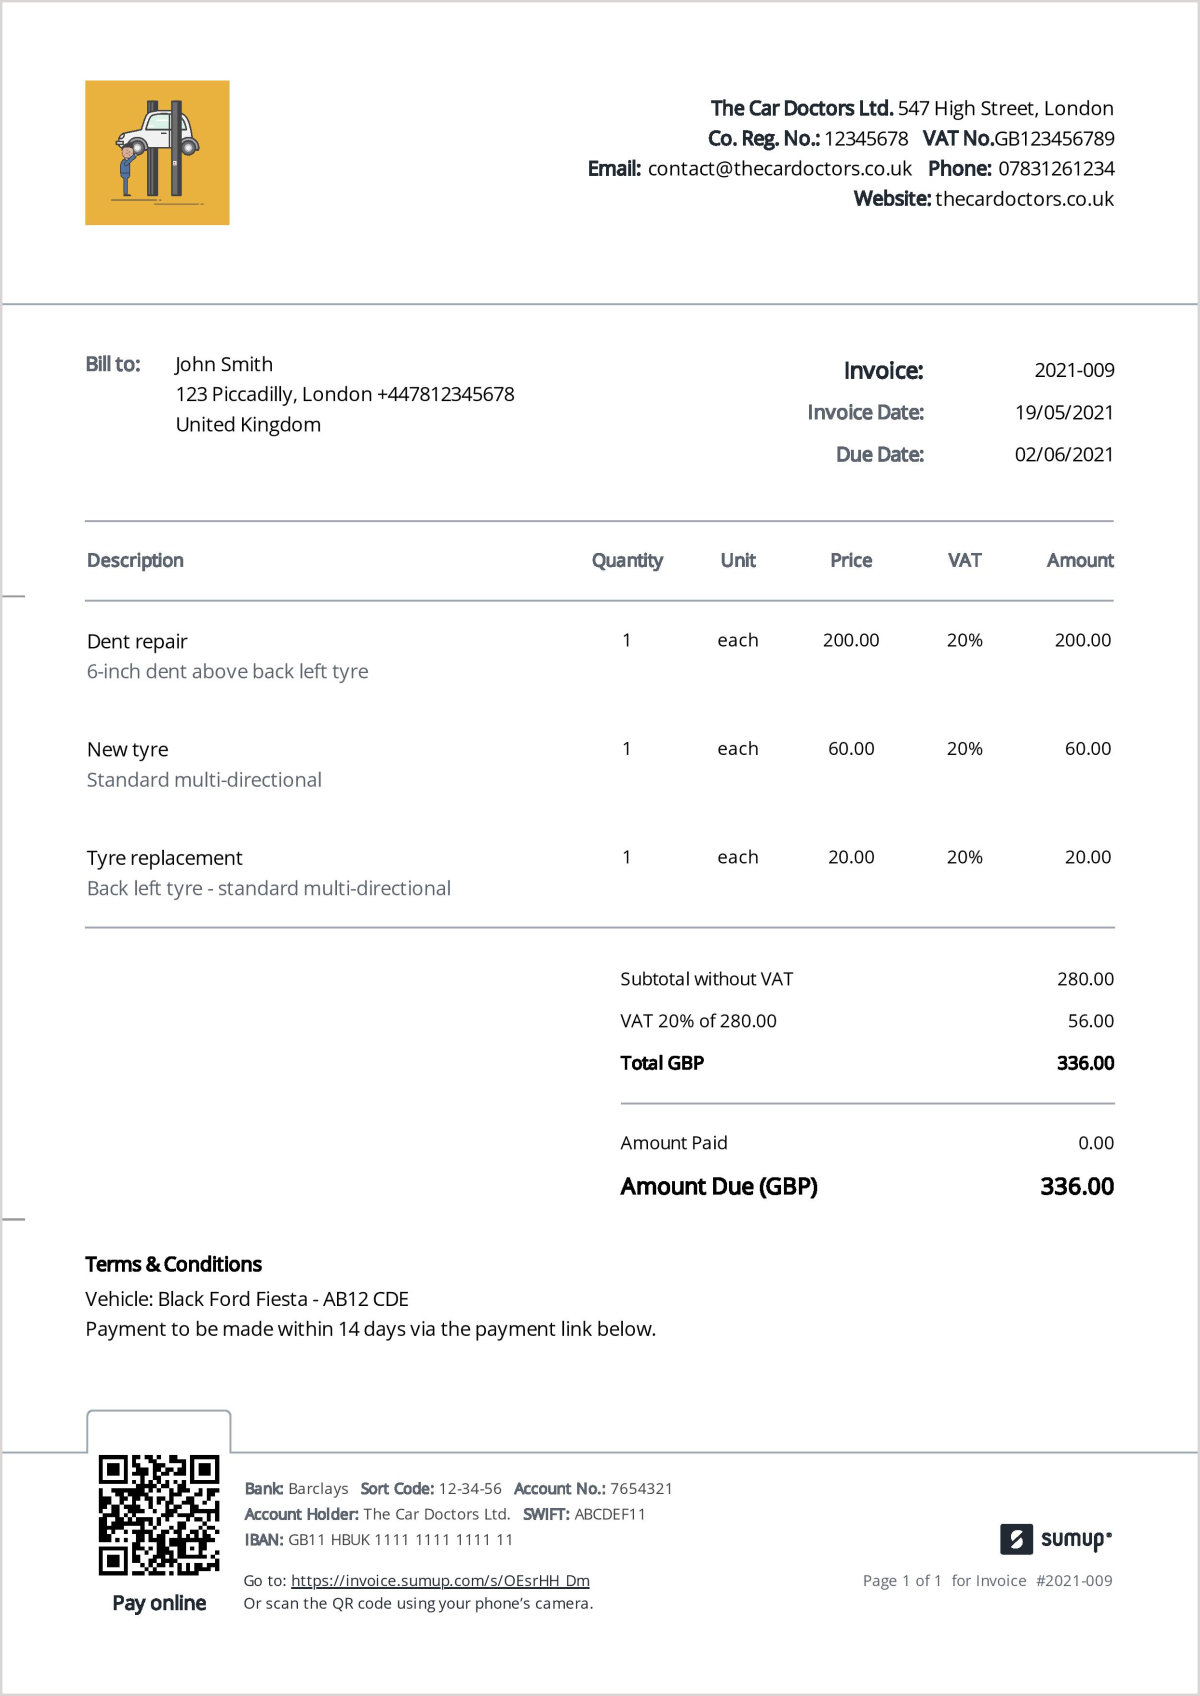 The Car Doctors Ltd. 547 High Street, London
Co. Reg. No.: 12345678 VAT No.GB123456789
Email: contact@thecardoctors.co.uk Phone: 07831261234
Website: thecardoctors.co.uk
Bill to: John Smith
123 Piccadilly, London +447812345678
United Kingdom
Invoice: 2021-009
Invoice Date: 19/05/2021
Due Date: 02/06/2021
Description Quantity Unit Price VAT Amount
Dent repair 1 each 200.00 20% 200.00
6-inch dent above back left tyre
New tyre 1 each 60.00 20% 60.00
Standard multi-directional
Tyre replacement 1 each 20.00 20% 20.00
Back left tyre - standard multi-directional
Subtotal without VAT 280.00
VAT 20% of 280.00 56.00
Total GBP 336.00
Amount Paid 0.00
Amount Due (GBP) 336.00
Terms & Conditions
Vehicle: Black Ford Fiesta - AB12 CDE
Payment to be made within 14 days via the payment link below.
Bank: Barclays Sort Code: 12-34-56 Account No.: 7654321
Account Holder: The Car Doctors Ltd. SWIFT: ABCDEF11
IBAN: GB11 HBUK 1111 1111 1111 11
Go to: https://invoice.sumup.com/s/OEsrHH_Dm
Or scan the QR code using your phone's camera.
Pay online
sumup
Page 1 of 1 for Invoice #2021-009